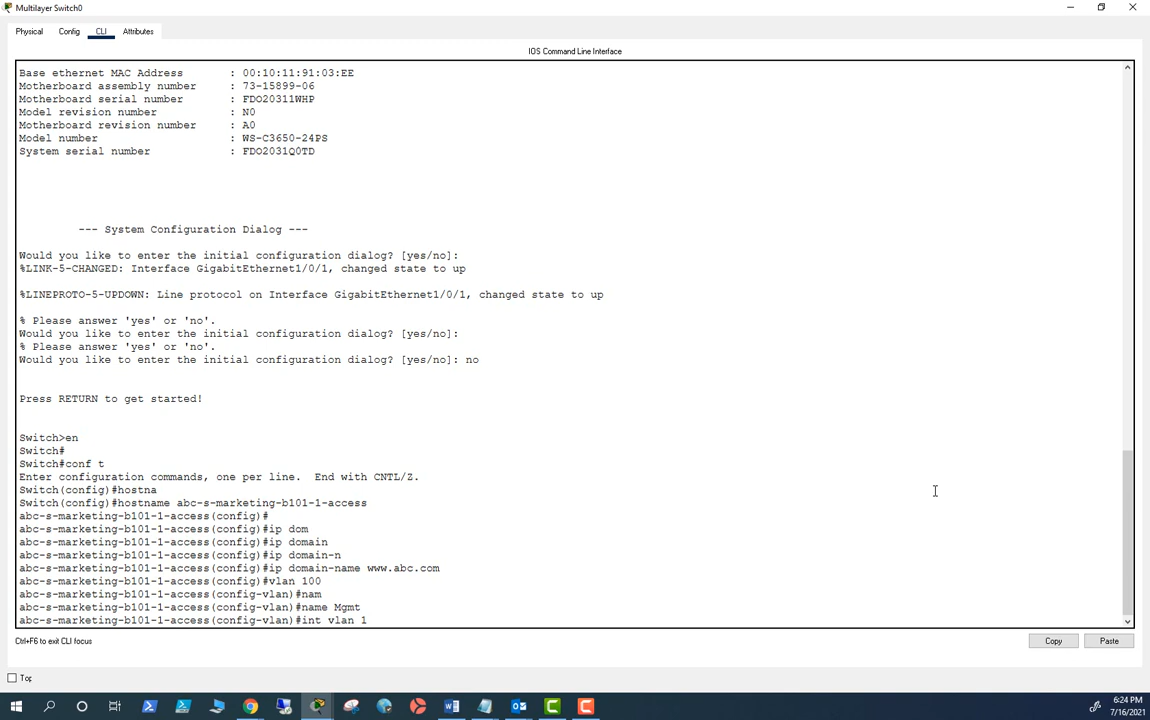 Multilayer Switch0
Physical Config CLI Attributes
IOS Command Line Interface
Base ethernet MAC Address : 00:10:11:91:03:EE
Motherboard assembly number : 73-15899-06
Motherboard serial number : FDO20311WHP
Model revision number : N0
Motherboard revision number : A0
Model number : WS-C3650-24PS
System serial number : FDO2031Q0TD
--- System Configuration Dialog ---
Would you like to enter the initial configuration dialog? [yes/no]:
%LINK-5-CHANGED: Interface GigabitEthernet1/0/1, changed state to up
%LINEPROTO-5-UPDOWN: Line protocol on Interface GigabitEthernet1/0/1, changed state to up
% Please answer 'yes' or 'no'.
Would you like to enter the initial configuration dialog? [yes/no]:
% Please answer 'yes' or 'no'.
Would you like to enter the initial configuration dialog? [yes/no]: no
Press RETURN to get started!
Switch>en
Switch#
Switch#conf t
Enter configuration commands, one per line. End with CNTL/Z.
Switch(config)#hostna
Switch(config)#hostname abc-s-marketing-b101-1-access
abc-s-marketing-b101-1-access(config)#
abc-s-marketing-b101-1-access(config)#ip dom
abc-s-marketing-b101-1-access(config)#ip domain
abc-s-marketing-b101-1-access(config)#ip domain-n
abc-s-marketing-b101-1-access(config)#ip domain-name www.abc.com
abc-s-marketing-b101-1-access(config)#vlan 100
abc-s-marketing-b101-1-access(config-vlan)#nam
abc-s-marketing-b101-1-access(config-vlan)#name Mgmt
abc-s-marketing-b101-1-access(config-vlan)#int vlan 1
Ctrl+F6 to exit CLI focus
Copy Paste
Top
6:24 PM
7/16/2021